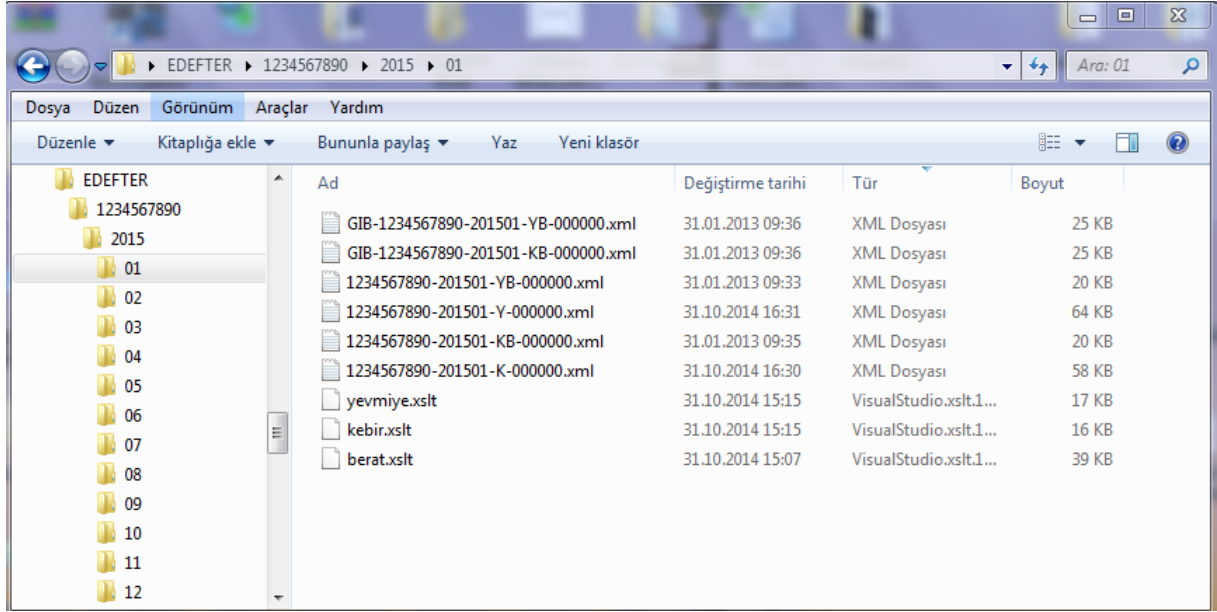 EDEFTER 1234567890 2015 01 Ara: 01
Dosya Düzen Görünüm Araçlar Yardım
Düzenle Kitaplığa ekle Bununla paylaş Yaz Yeni klasör
EDEFTER
1234567890
2015
01
02
03
04
05
06
07
08
09
10
11
12
Ad Değiştirme tarihi Tür Boyut
GIB-1234567890-201501-YB-000000.xml 31.01.2013 09:36 XML Dosyası 25 KB
GIB-1234567890-201501-KB-000000.xml 31.01.2013 09:36 XML Dosyası 25 KB
1234567890-201501-YB-000000.xml 31.01.2013 09:33 XML Dosyası 20 KB
1234567890-201501-Y-000000.xml 31.10.2014 16:31 XML Dosyası 64 KB
1234567890-201501-KB-000000.xml 31.01.2013 09:35 XML Dosyası 20 KB
1234567890-201501-K-000000.xml 31.10.2014 16:30 XML Dosyası 58 KB
yevmiye.xslt 31.10.2014 15:15 VisualStudio.xslt.1... 17 KB
kebir.xslt 31.10.2014 15:15 VisualStudio.xslt.1... 16 KB
berat.xslt 31.10.2014 15:07 VisualStudio.xslt.1... 39 KB